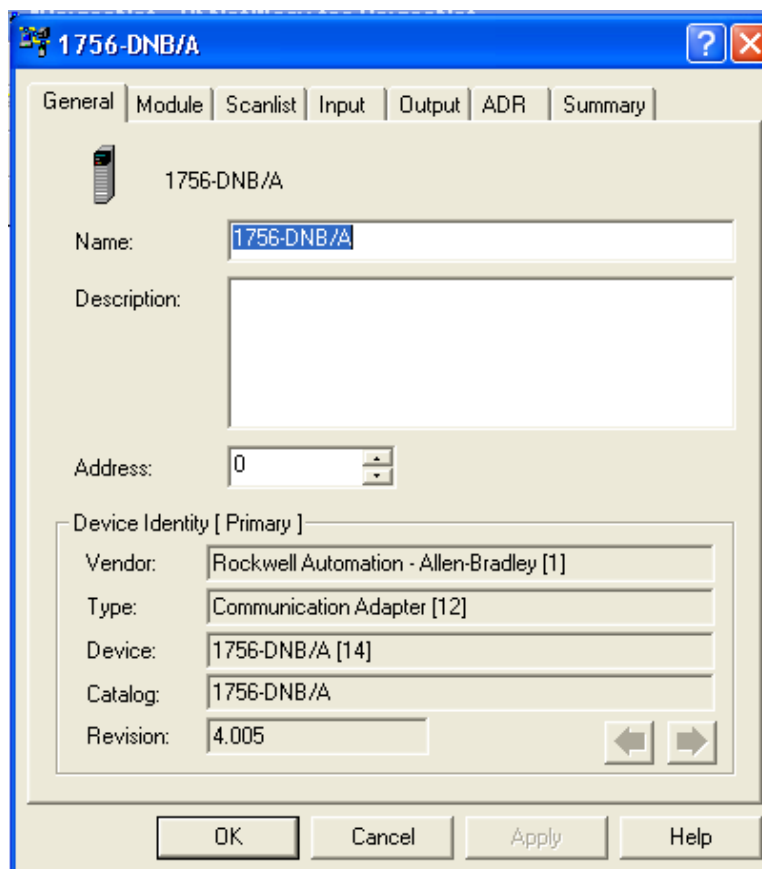 1756-DNB/A
General Module Scanlist Input Output ADR Summary
1756-DNB/A
Name: 1756-DNB/A
Description:
Address: 0
Device Identity [ Primary ]
Vendor: Rockwell Automation - Allen-Bradley [1]
Type: Communication Adapter [12]
Device: 1756-DNB/A [14]
Catalog: 1756-DNB/A
Revision: 4.005
OK Cancel Apply Help